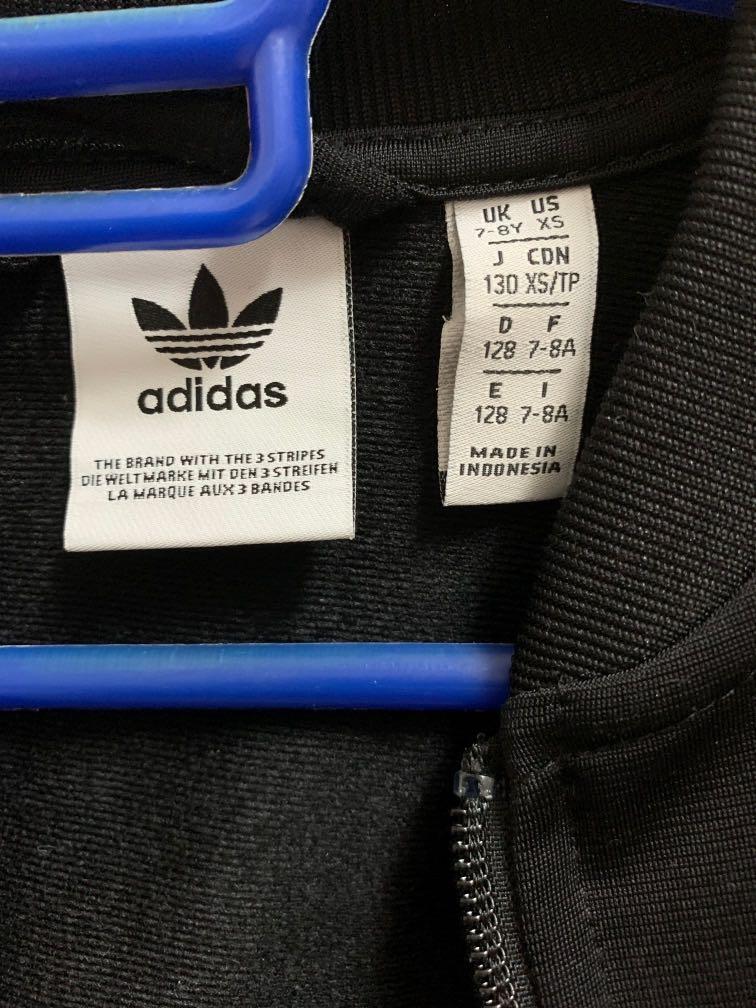 adidas
THE BRAND WITH THE 3 STRIPES
DIE WELTMARKE MIT DEN 3 STREIFEN
LA MARQUE AUX 3 BANDES
UK US
7-8Y XS
J CDN
130 XS/TP
D F
128 7-8A
E I
128 7-8A
MADE IN
INDONESIA